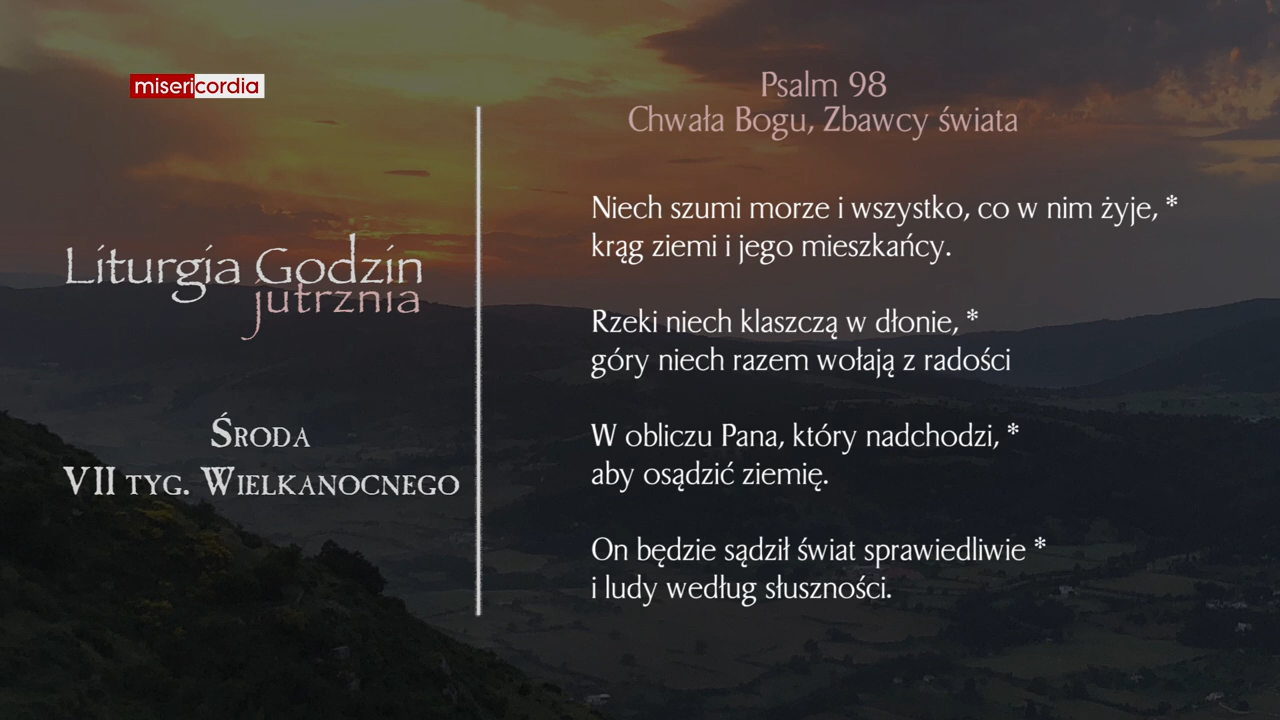 misericordia
Liturgia Godzin
jutrznia
Środa
VII tyg. Wielkanocnego
Psalm 98
Chwała Bogu, Zbawcy świata
Niech szumi morze i wszystko, co w nim żyje, *
krąg ziemi i jego mieszkańcy.
Rzeki niech klaszczą w dłonie, *
góry niech razem wołają z radości
W obliczu Pana, który nadchodzi, *
aby osądzić ziemię.
On będzie sądził świat sprawiedliwie *
i ludy według słuszności.